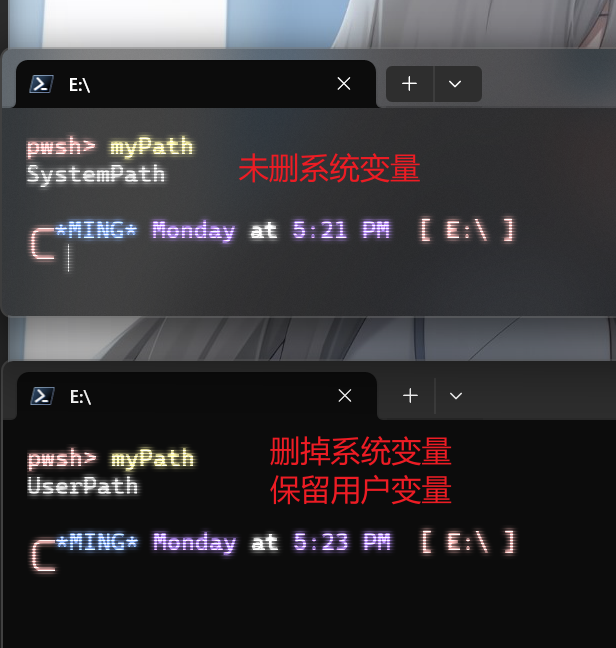 E:\
pwsh> myPath
SystemPath
未删系统变量
*MING* Monday at 5:21 PM [ E:\ ]
E:\
pwsh> myPath
UserPath
删掉系统变量
保留用户变量
*MING* Monday at 5:23 PM [ E:\ ]